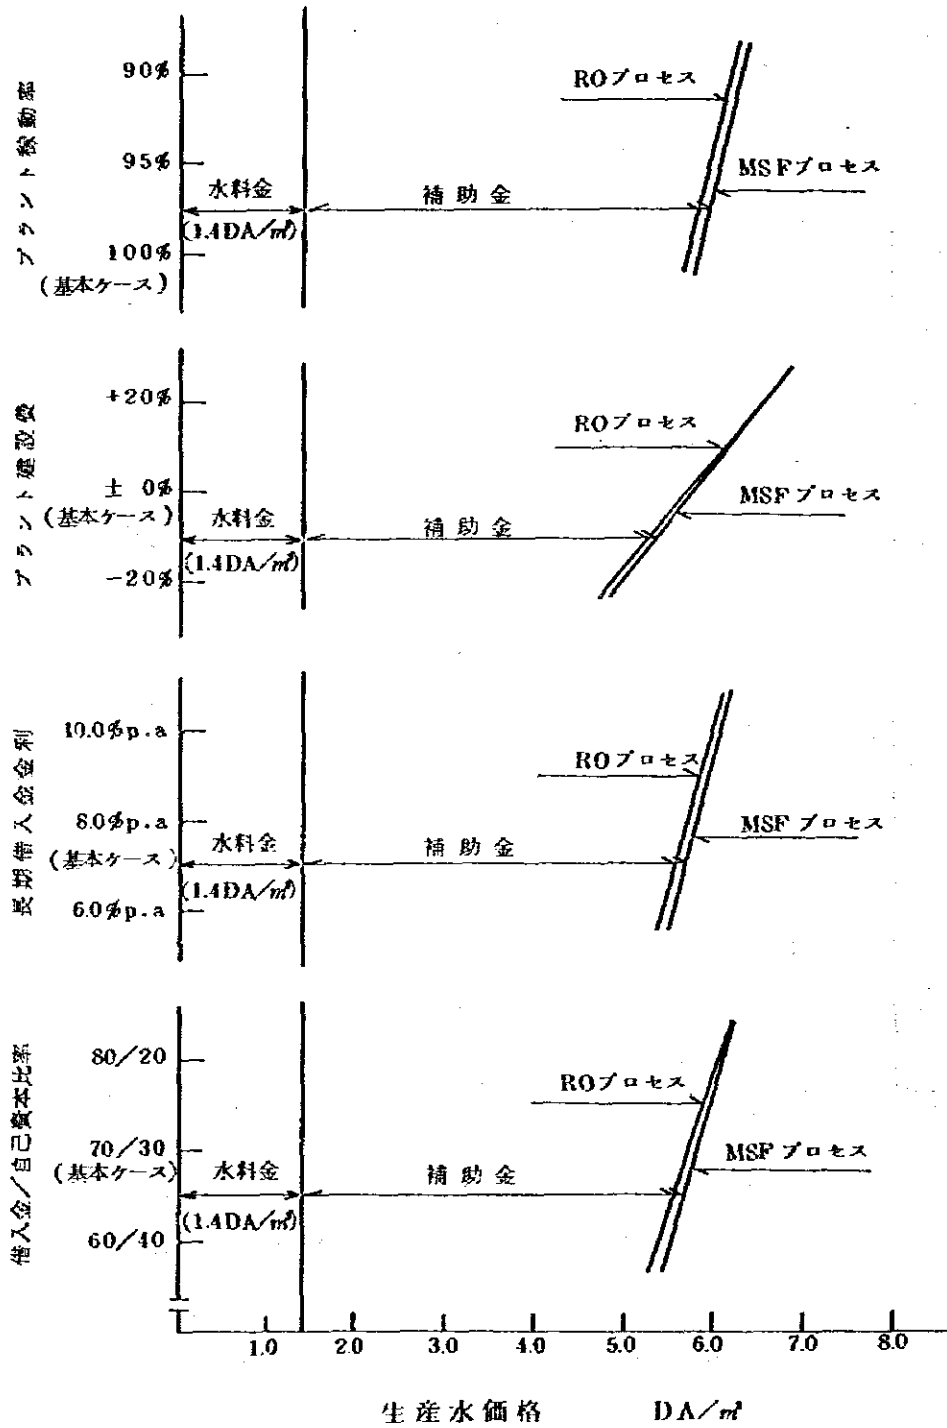 プラント稼動率
90%
ROプロセス
95%
MSFプロセス
水料金
補助金
(1.4DA/㎥)
100%
(基本ケース)
プラント建設費
+20%
ROプロセス
± 0%
MSFプロセス
(基本ケース)
水料金
補助金
(1.4DA/㎥)
-20%
長期借入金金利
10.0%p.a
ROプロセス
8.0%p.a
MSFプロセス
(基本ケース)
水料金
補助金
(1.4DA/㎥)
6.0%p.a
借入金/自己資本比率
80/20
ROプロセス
70/30
MSFプロセス
(基本ケース)
水料金
補助金
(1.4DA/㎥)
60/40
1.0 2.0 3.0 4.0 5.0 6.0 7.0 8.0
生産水価格 DA/㎥